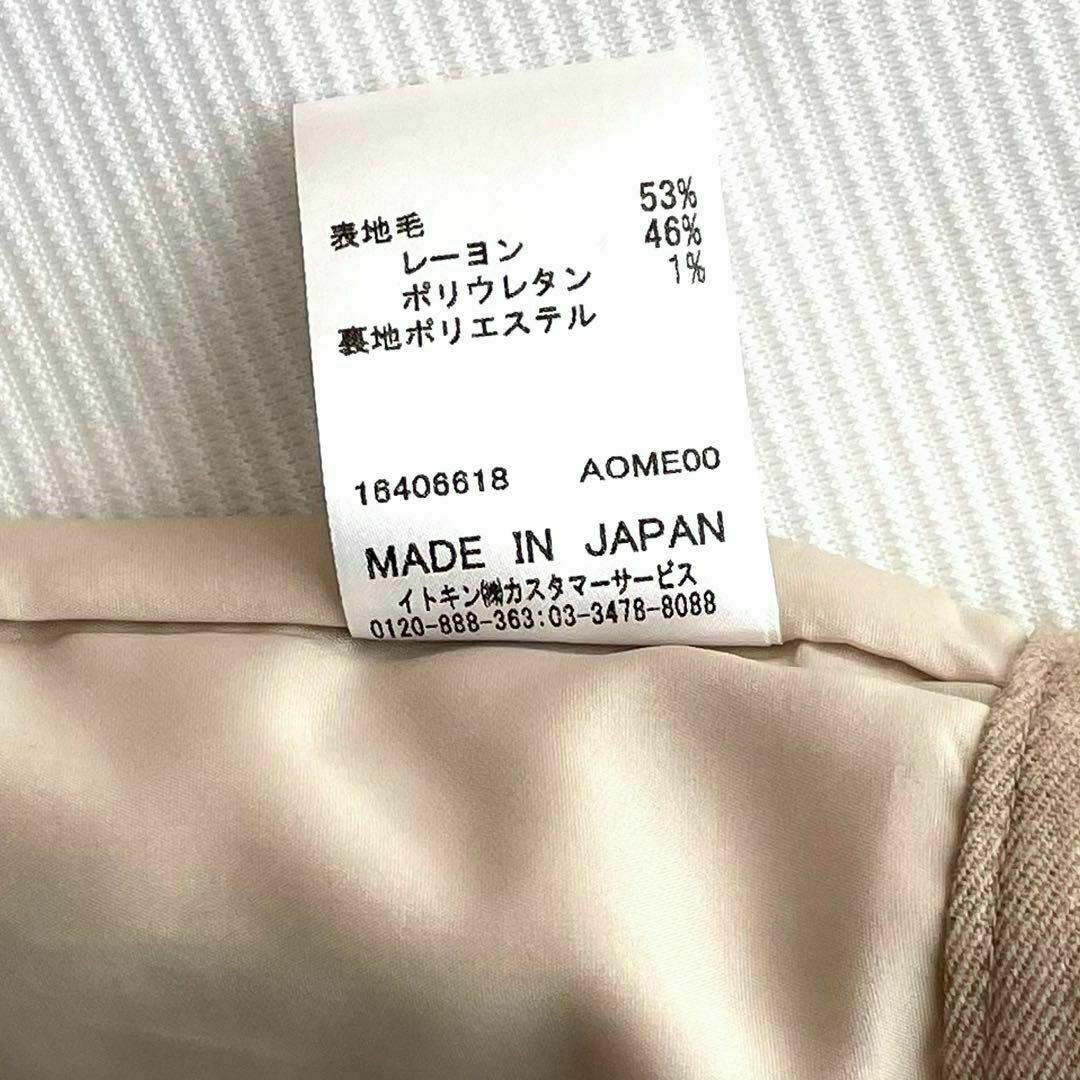 表地毛 53%
レーヨン 46%
ポリウレタン 1%
裏地ポリエステル
16406618 AOME00
MADE IN JAPAN
イトキン㈱カスタマーサービス
0120-888-363:03-3478-8088